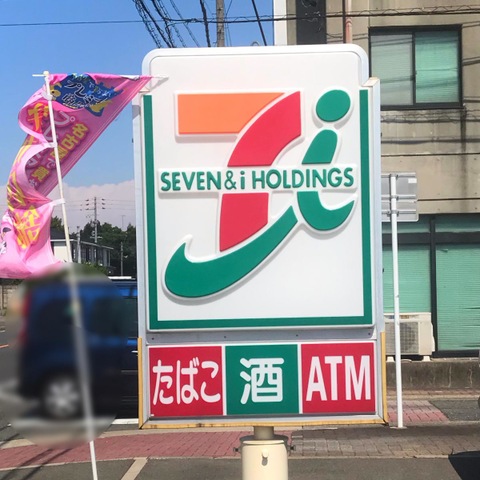 SEVEN&i HOLDINGS
たばこ 酒 ATM